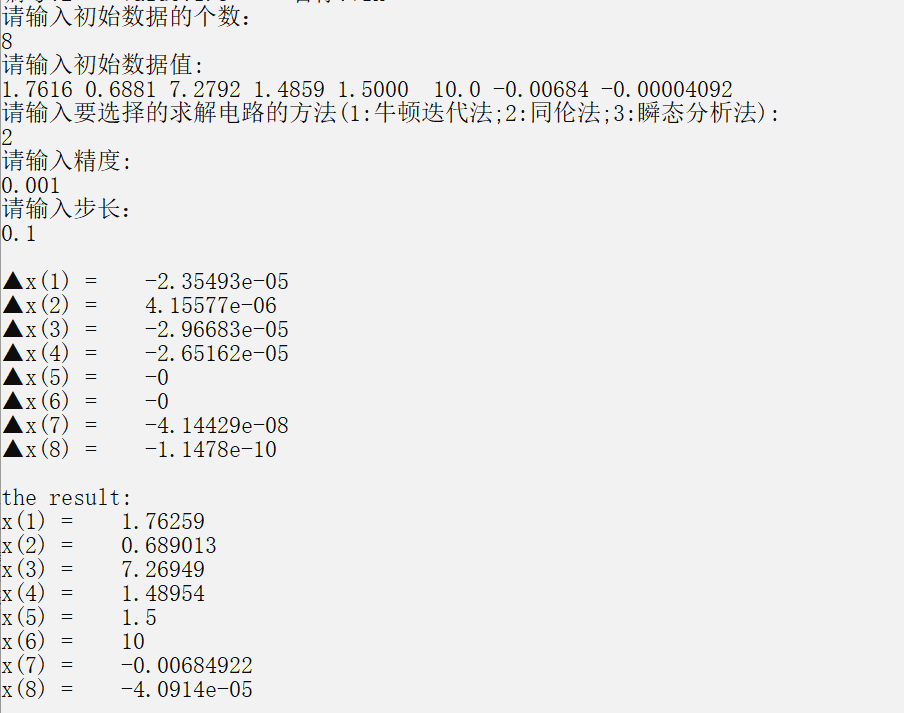 请输入初始数据的个数:
8
请输入初始数据值:
1.7616 0.6881 7.2792 1.4859 1.5000  10.0 -0.00684 -0.00004092
请输入要选择的求解电路的方法(1:牛顿迭代法;2:同伦法;3:瞬态分析法):
2
请输入精度:
0.001
请输入步长:
0.1
▲x(1) =    -2.35493e-05
▲x(2) =    4.15577e-06
▲x(3) =    -2.96683e-05
▲x(4) =    -2.65162e-05
▲x(5) =    -0
▲x(6) =    -0
▲x(7) =    -4.14429e-08
▲x(8) =    -1.1478e-10
the result:
x(1) =    1.76259
x(2) =    0.689013
x(3) =    7.26949
x(4) =    1.48954
x(5) =    1.5
x(6) =    10
x(7) =    -0.00684922
x(8) =    -4.0914e-05